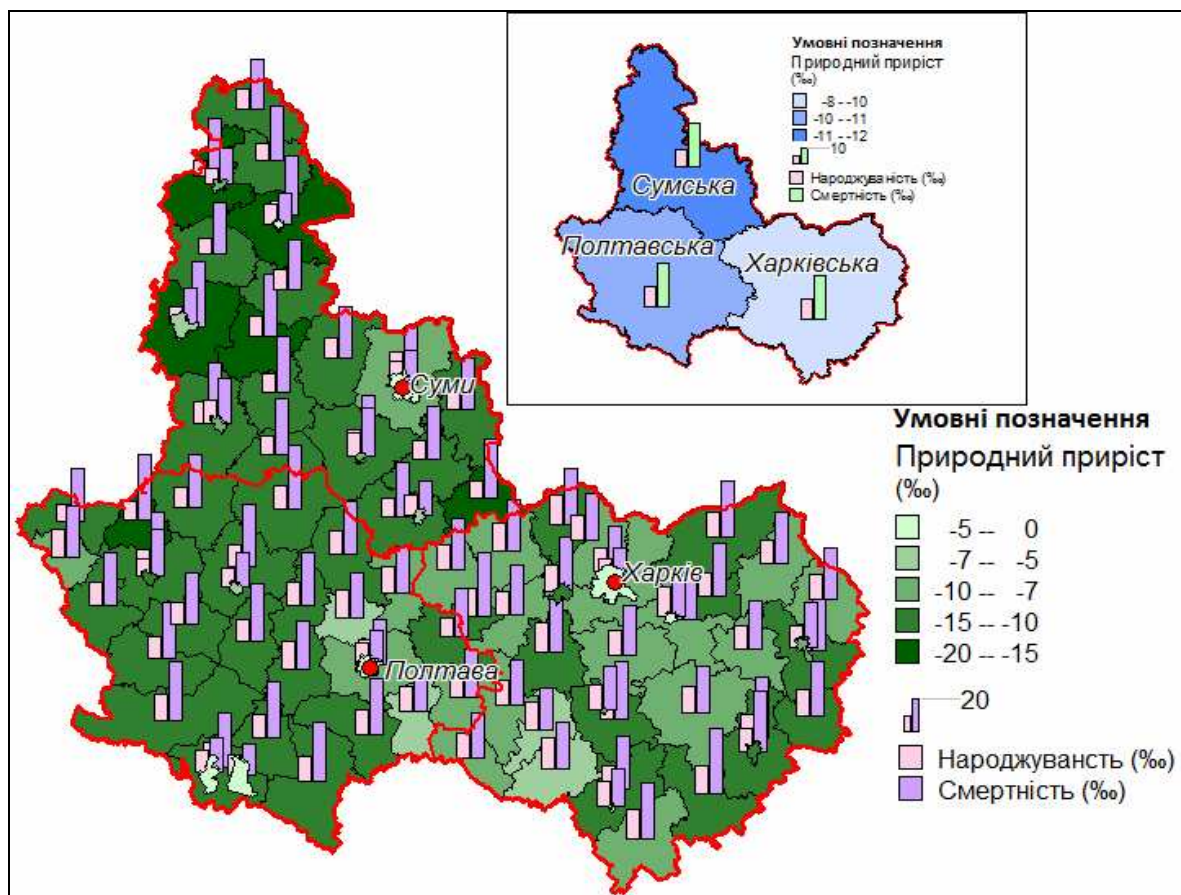 Умовні позначення
Природний приріст
(‰)
-8 -- -10
-10 -- -11
-11 -- -12
10
Народжуваність (‰)
Смертність (‰)
Сумська
Полтавська
Харківська
Суми
Харків
Полтава
Умовні позначення
Природний приріст
(‰)
-5 -- 0
-7 -- -5
-10 -- -7
-15 -- -10
-20 -- -15
20
Народжуваність (‰)
Смертність (‰)